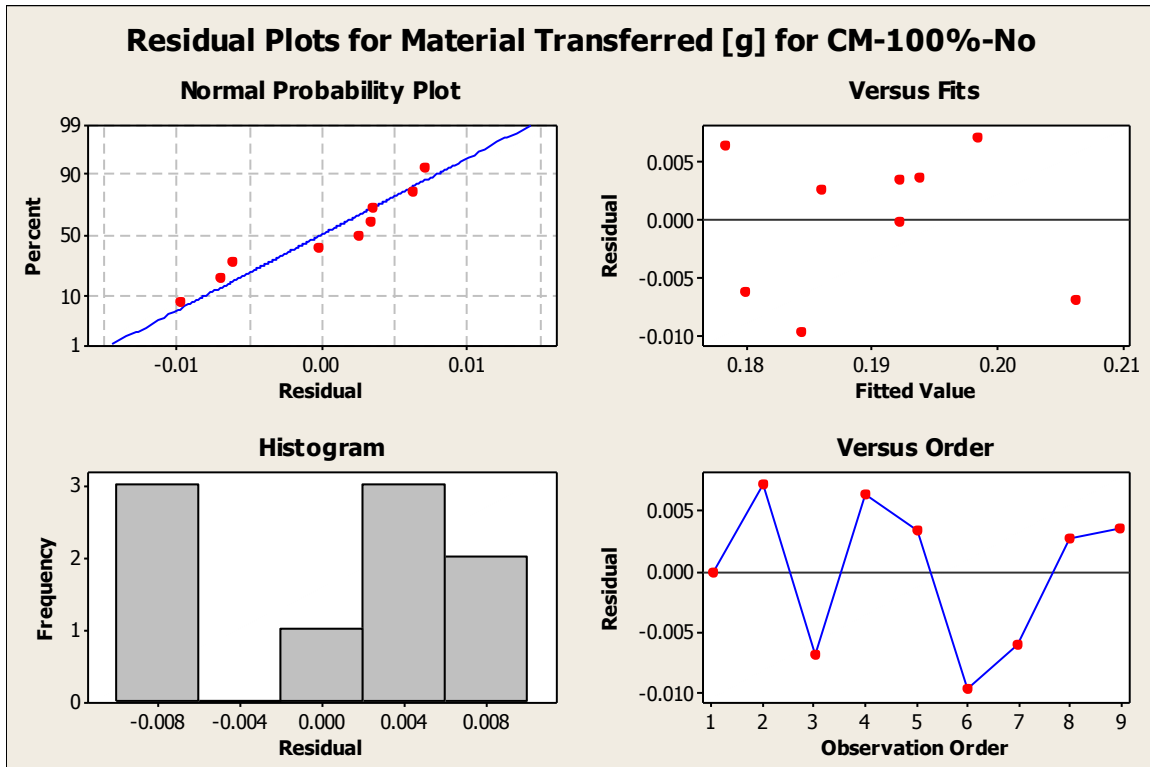 Residual Plots for Material Transferred [g] for CM-100%-No
Normal Probability Plot
99
90
50
10
1
Percent
-0.01 0.00 0.01
Residual
Versus Fits
0.005
0.000
-0.005
-0.010
Residual
0.18 0.19 0.20 0.21
Fitted Value
Histogram
3
2
1
0
Frequency
-0.008 -0.004 0.000 0.004 0.008
Residual
Versus Order
0.005
0.000
-0.005
-0.010
Residual
1 2 3 4 5 6 7 8 9
Observation Order